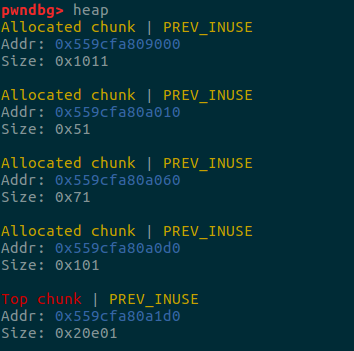 pwndbg> heap
Allocated chunk | PREV_INUSE
Addr: 0x559cfa809000
Size: 0x1011
Allocated chunk | PREV_INUSE
Addr: 0x559cfa80a010
Size: 0x51
Allocated chunk | PREV_INUSE
Addr: 0x559cfa80a060
Size: 0x71
Allocated chunk | PREV_INUSE
Addr: 0x559cfa80a0d0
Size: 0x101
Top chunk | PREV_INUSE
Addr: 0x559cfa80a1d0
Size: 0x20e01